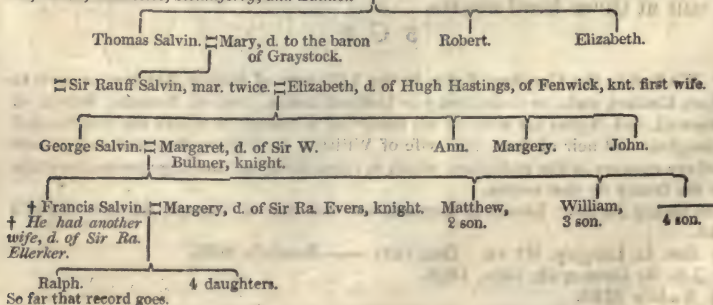 Thomas Salvin. Mary, d. to the baron of Graystock. Robert. Elizabeth.
Sir Rauff Salvin, mar. twice. Elizabeth, d. of Hugh Hastings, of Fenwick, knt. first wife.
George Salvin. Margaret, d. of Sir W. Bulmer, knight. Ann. Margery. John.
† Francis Salvin. Margery, d. of Sir Ra. Evers, knight. Matthew, 2 son. William, 3 son. 4 son.
† He had another
wife, d. of Sir Ra.
Ellerker.
Ralph. 4 daughters.
So far that record goes.